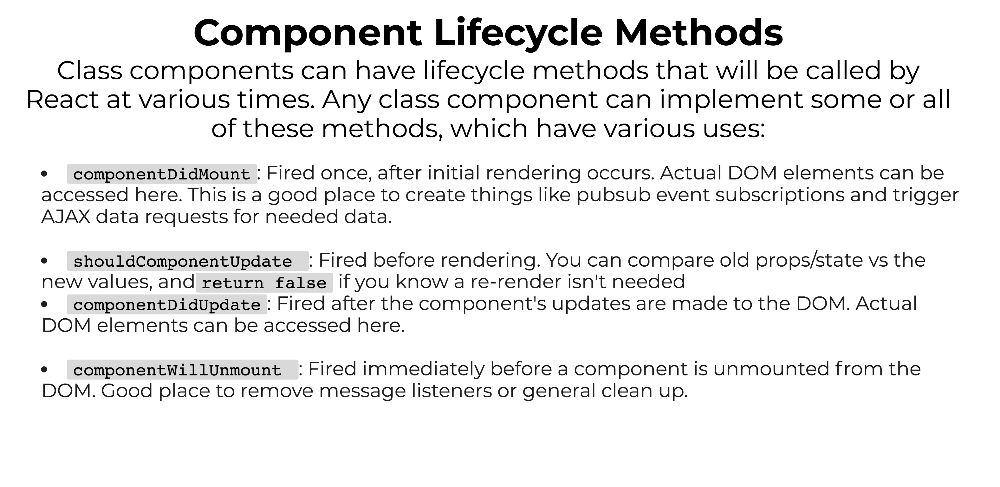 Component Lifecycle Methods
Class components can have lifecycle methods that will be called by
React at various times. Any class component can implement some or all
of these methods, which have various uses:
• componentDidMount: Fired once, after initial rendering occurs. Actual DOM elements can be
accessed here. This is a good place to create things like pubsub event subscriptions and trigger
AJAX data requests for needed data.
• shouldComponentUpdate : Fired before rendering. You can compare old props/state vs the
new values, and return false if you know a re-render isn't needed
• componentDidUpdate: Fired after the component's updates are made to the DOM. Actual
DOM elements can be accessed here.
• componentWillUnmount : Fired immediately before a component is unmounted from the
DOM. Good place to remove message listeners or general clean up.